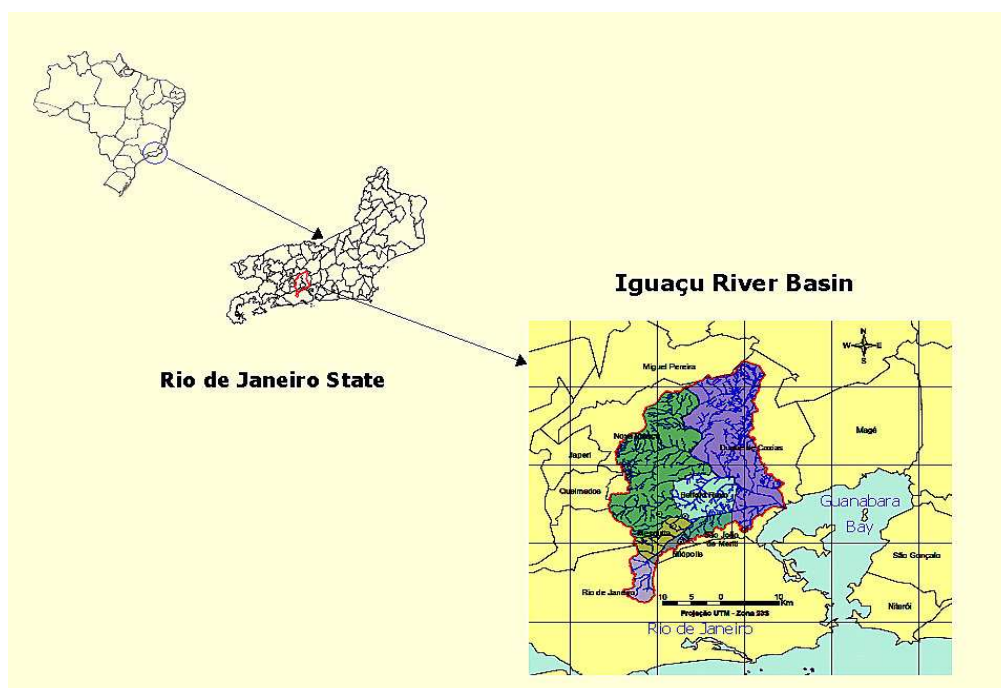 Iguaçu River Basin
Rio de Janeiro State
N
W
E
S
Miguel Pereira
Magé
Nova Iguaçu
Duque de Caxias
Japeri
Queimados
Belford Roxo
Guanabara
Bay
Mesquita
São João
de Meriti
Nilópolis
São Gonçalo
Rio de Janeiro
10 5 0 10 Km
Projeção UTM - Zona 23S
Niterói
Rio de Janeiro